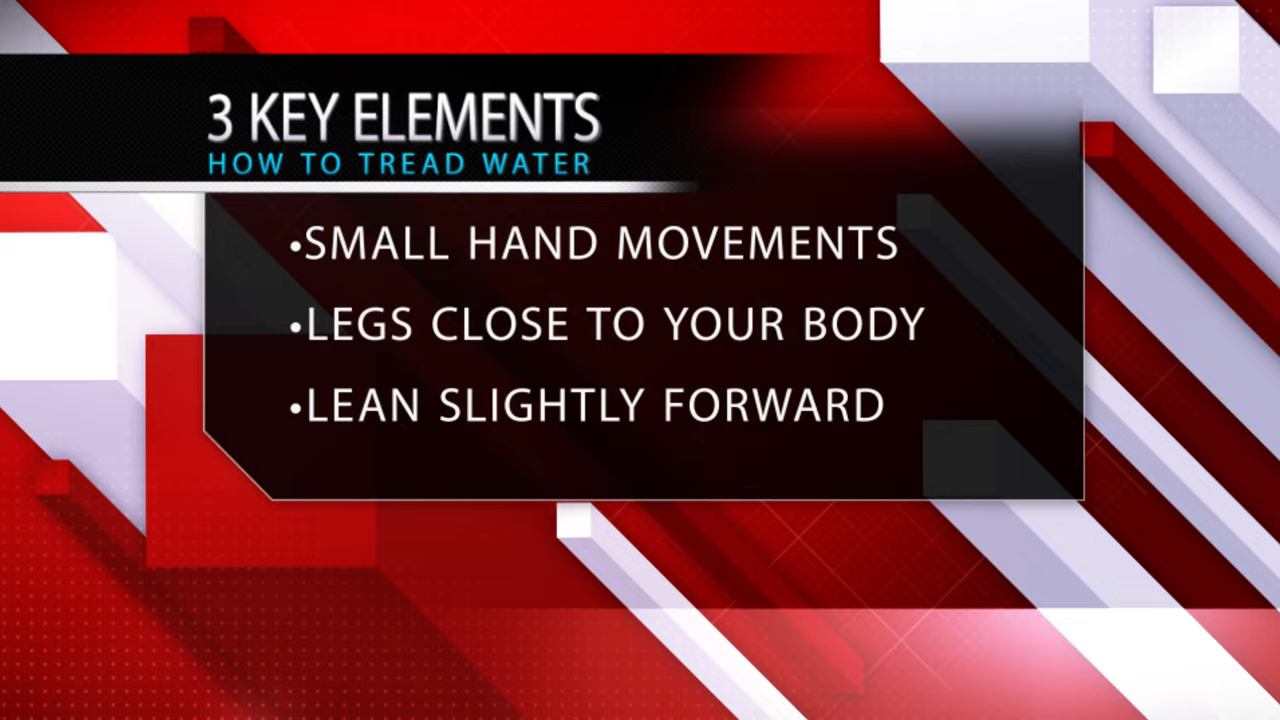 3 KEY ELEMENTS
HOW TO TREAD WATER
•SMALL HAND MOVEMENTS
•LEGS CLOSE TO YOUR BODY
•LEAN SLIGHTLY FORWARD